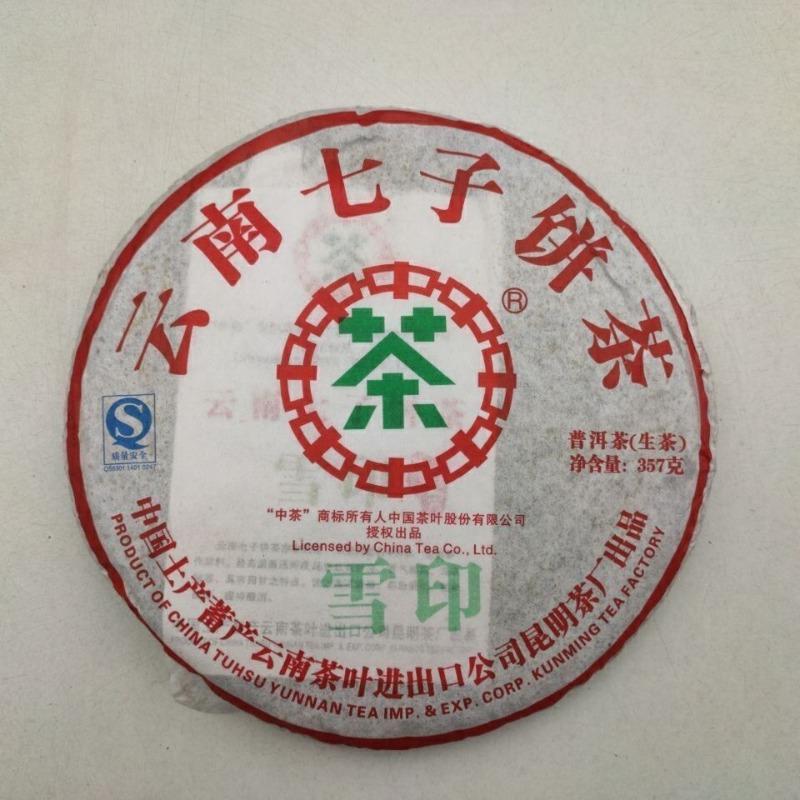 云南七子饼茶
茶
®
质量安全
普洱茶(生茶)
净含量: 357克
“中茶”商标所有人中国茶叶股份有限公司
授权出品
Licensed by China Tea Co., Ltd.
雪印
中国土产畜产云南茶叶进出口公司昆明茶厂出品
PRODUCT OF CHINA TUHSU YUNNAN TEA IMP. & EXP. CORP. KUNMING TEA FACTORY